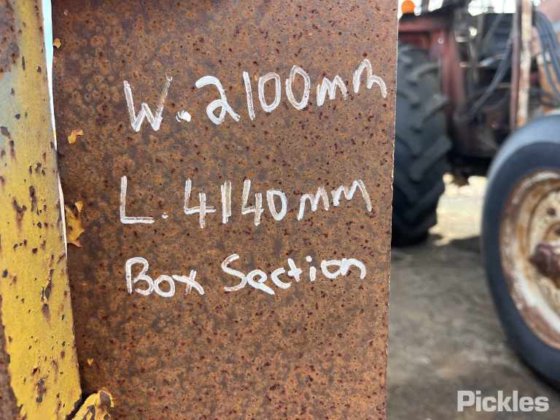 W. 2100mm
L. 4140mm
Box Section
Pickles